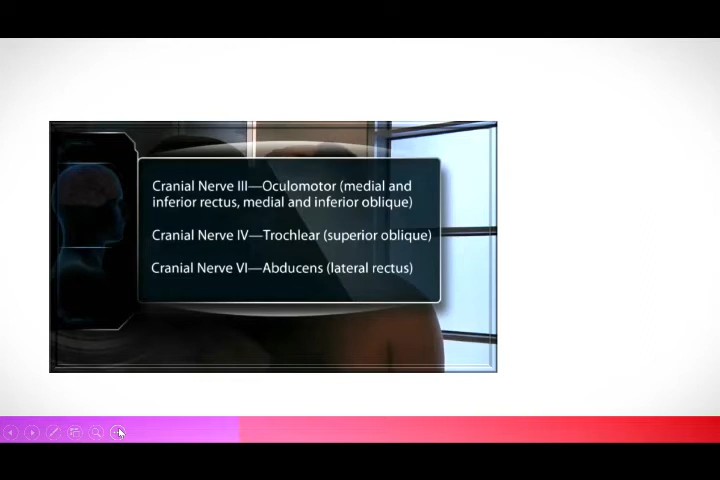 Cranial Nerve III—Oculomotor (medial and
inferior rectus, medial and inferior oblique)
Cranial Nerve IV—Trochlear (superior oblique)
Cranial Nerve VI—Abducens (lateral rectus)